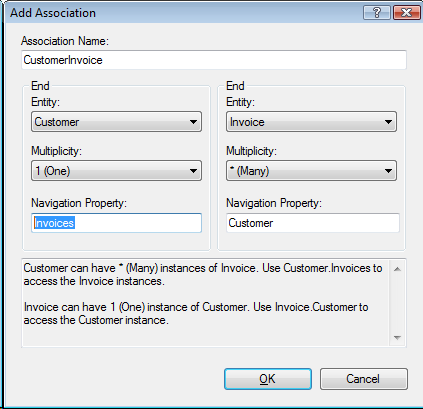 Add Association
Association Name:
CustomerInvoice
End
Entity:
Customer
Multiplicity:
1 (One)
Navigation Property:
Invoices
End
Entity:
Invoice
Multiplicity:
* (Many)
Navigation Property:
Customer
Customer can have * (Many) instances of Invoice. Use Customer.Invoices to
access the Invoice instances.
Invoice can have 1 (One) instance of Customer. Use Invoice.Customer to
access the Customer instance.
OK
Cancel